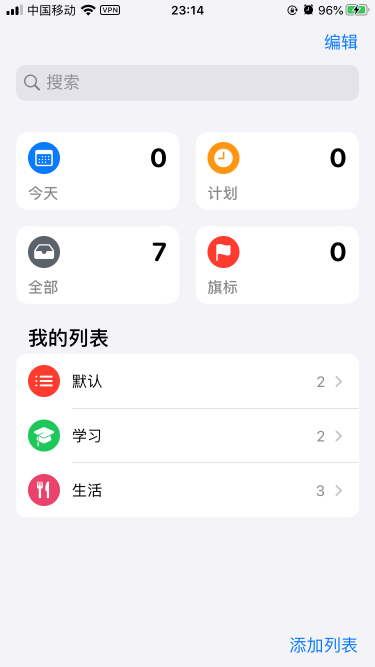 中国移动 VPN 23:14 96%
编辑
搜索
0 0
今天 计划
7 0
全部 旗标
我的列表
默认 2
学习 2
生活 3
添加列表